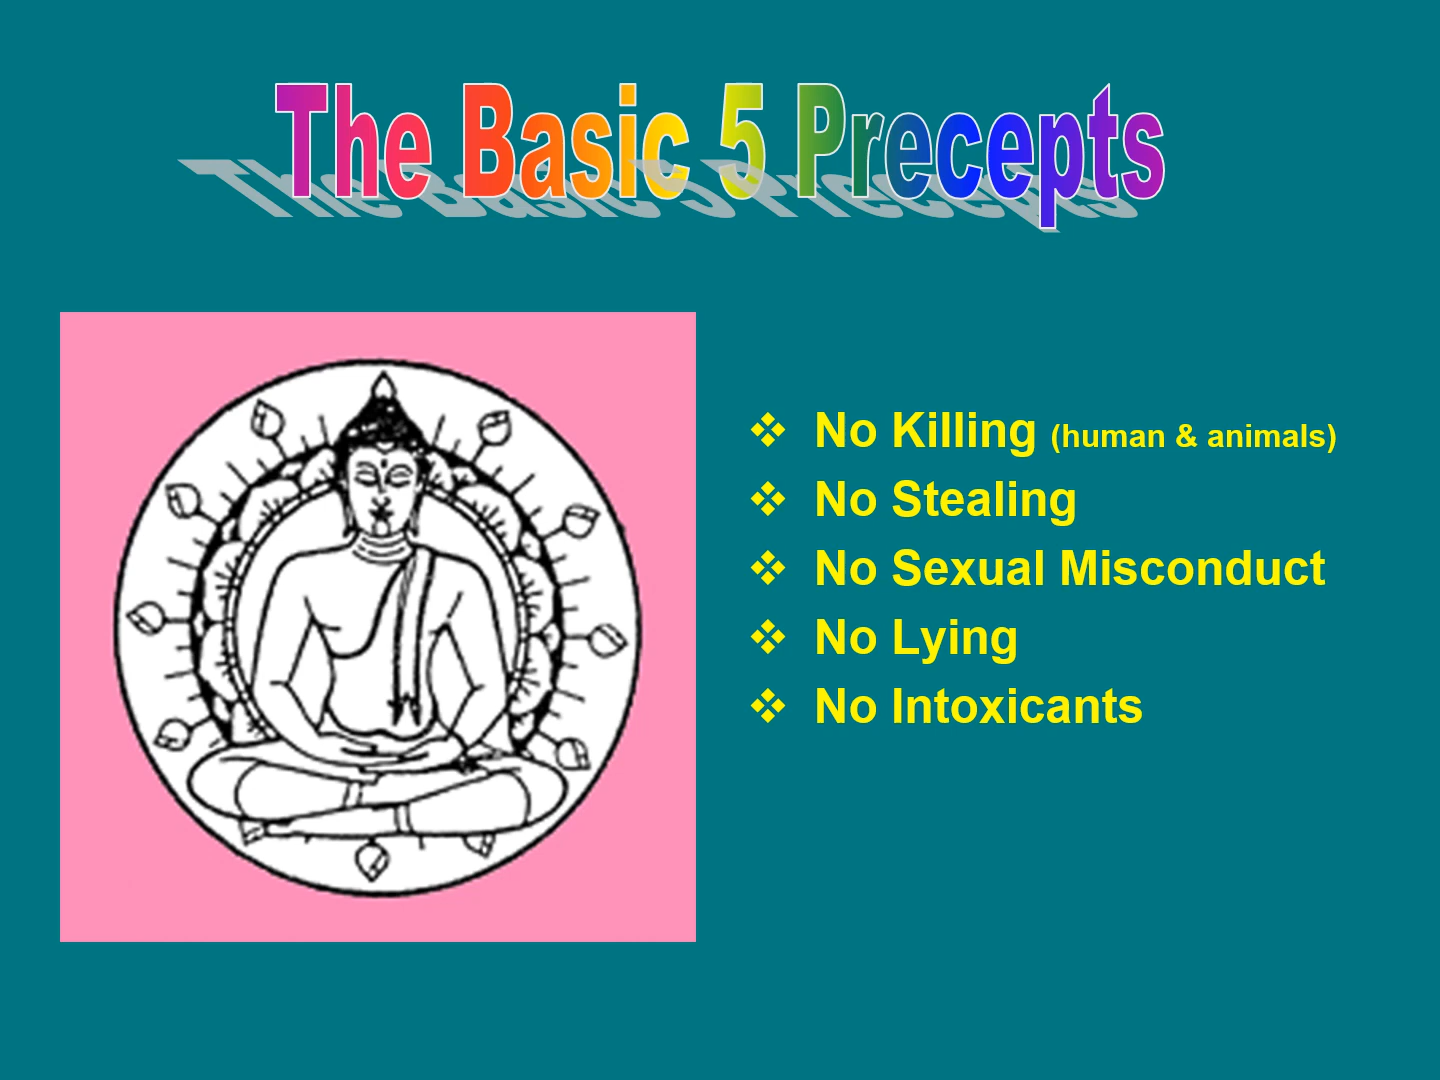 The Basic 5 Precepts
No Killing (human & animals)
No Stealing
No Sexual Misconduct
No Lying
No Intoxicants